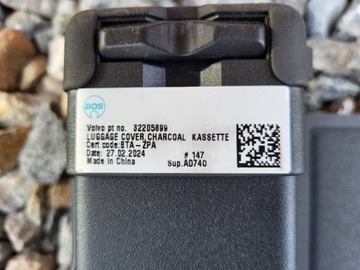 BOS
Volvo pt no. 32205899
LUGGAGE COVER,CHARCOAL KASSETTE
Cert code:BTA-ZPA
Date: 27.02.2024 # 147
Made in China Sup.AD740